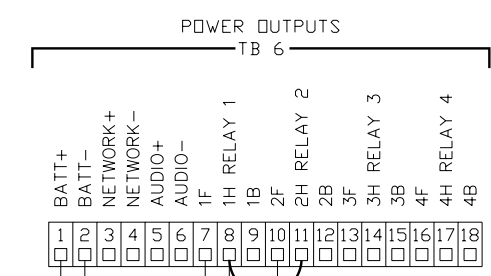 POWER OUTPUTS
TB 6
BATT+
BATT-
NETWORK+
NETWORK-
AUDIO+
AUDIO-
1F
1H RELAY 1
1B
2F
2H RELAY 2
2B
3F
3H RELAY 3
3B
4F
4H RELAY 4
4B
1 2 3 4 5 6 7 8 9 10 11 12 13 14 15 16 17 18